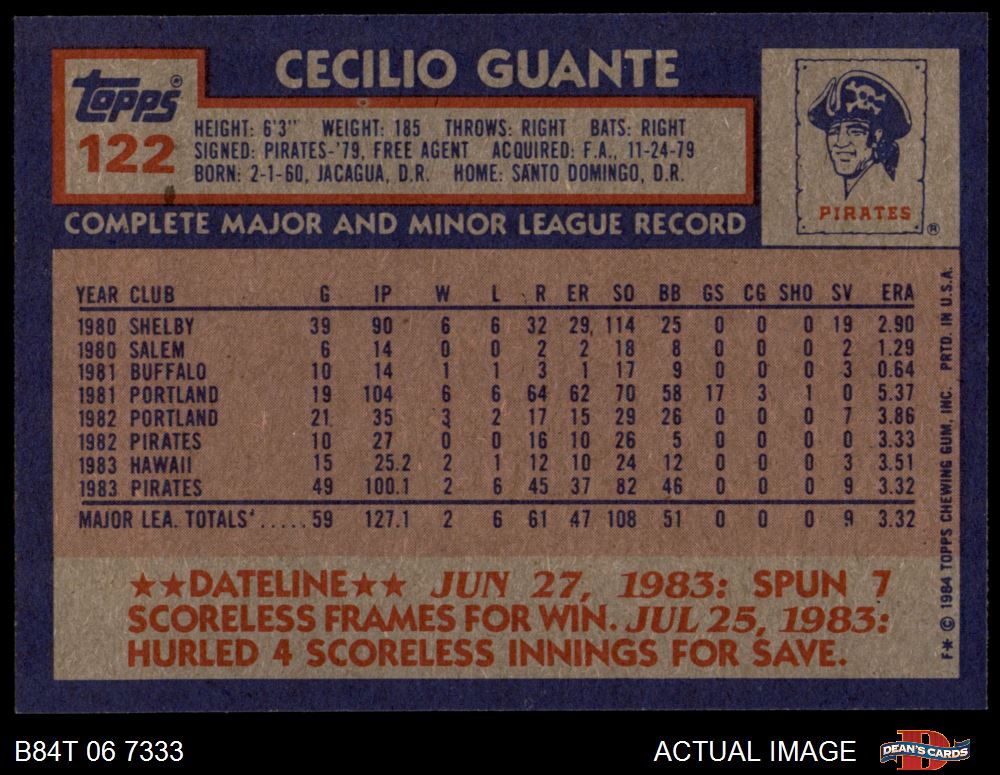 CECILIO GUANTE
Topps®
122
HEIGHT: 6'3" WEIGHT: 185 THROWS: RIGHT BATS: RIGHT
SIGNED: PIRATES-'79, FREE AGENT ACQUIRED: F.A., 11-24-79
BORN: 2-1-60, JACAGUA, D.R. HOME: SANTO DOMINGO, D.R.
PIRATES ®
COMPLETE MAJOR AND MINOR LEAGUE RECORD
YEAR CLUB G IP W L R ER SO BB GS CG SHO SV ERA
1980 SHELBY 39 90 6 6 32 29 114 25 0 0 0 19 2.90
1980 SALEM 6 14 0 0 2 2 18 8 0 0 0 2 1.29
1981 BUFFALO 10 14 1 1 3 1 17 9 0 0 0 3 0.64
1981 PORTLAND 19 104 6 6 64 62 70 58 17 3 1 0 5.37
1982 PORTLAND 21 35 3 2 17 15 29 26 0 0 0 7 3.86
1982 PIRATES 10 27 0 0 16 10 26 5 0 0 0 0 3.33
1983 HAWAII 15 25.2 2 1 12 10 24 12 0 0 0 3 3.51
1983 PIRATES 49 100.1 2 6 45 37 82 46 0 0 0 9 3.32
MAJOR LEA. TOTALS..... 59 127.1 2 6 61 47 108 51 0 0 0 9 3.32
★★DATELINE★★ JUN 27, 1983: SPUN 7
SCORELESS FRAMES FOR WIN. JUL 25, 1983:
HURLED 4 SCORELESS INNINGS FOR SAVE.
F* © 1984 TOPPS CHEWING GUM, INC. PRTD. IN U.S.A.
B84T 06 7333
ACTUAL IMAGE
D
DEAN'S CARDS